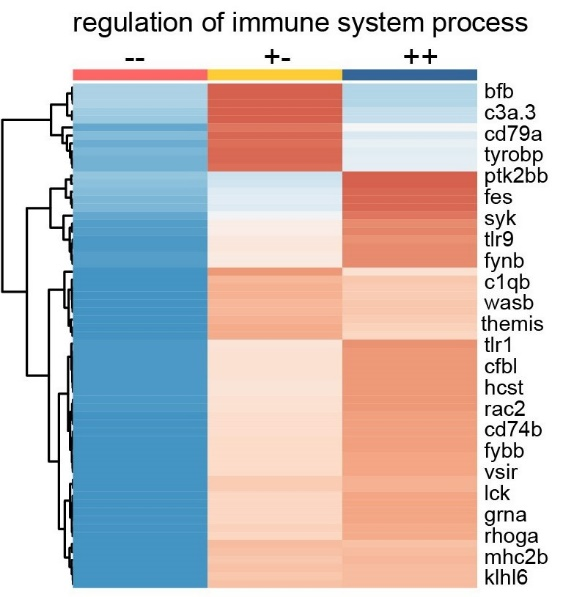 regulation of immune system process
-- +- ++
bfb
c3a.3
cd79a
tyrobp
ptk2bb
fes
syk
tlr9
fynb
c1qb
wasb
themis
tlr1
cfbl
hcst
rac2
cd74b
fybb
vsir
lck
grna
rhoga
mhc2b
klhl6